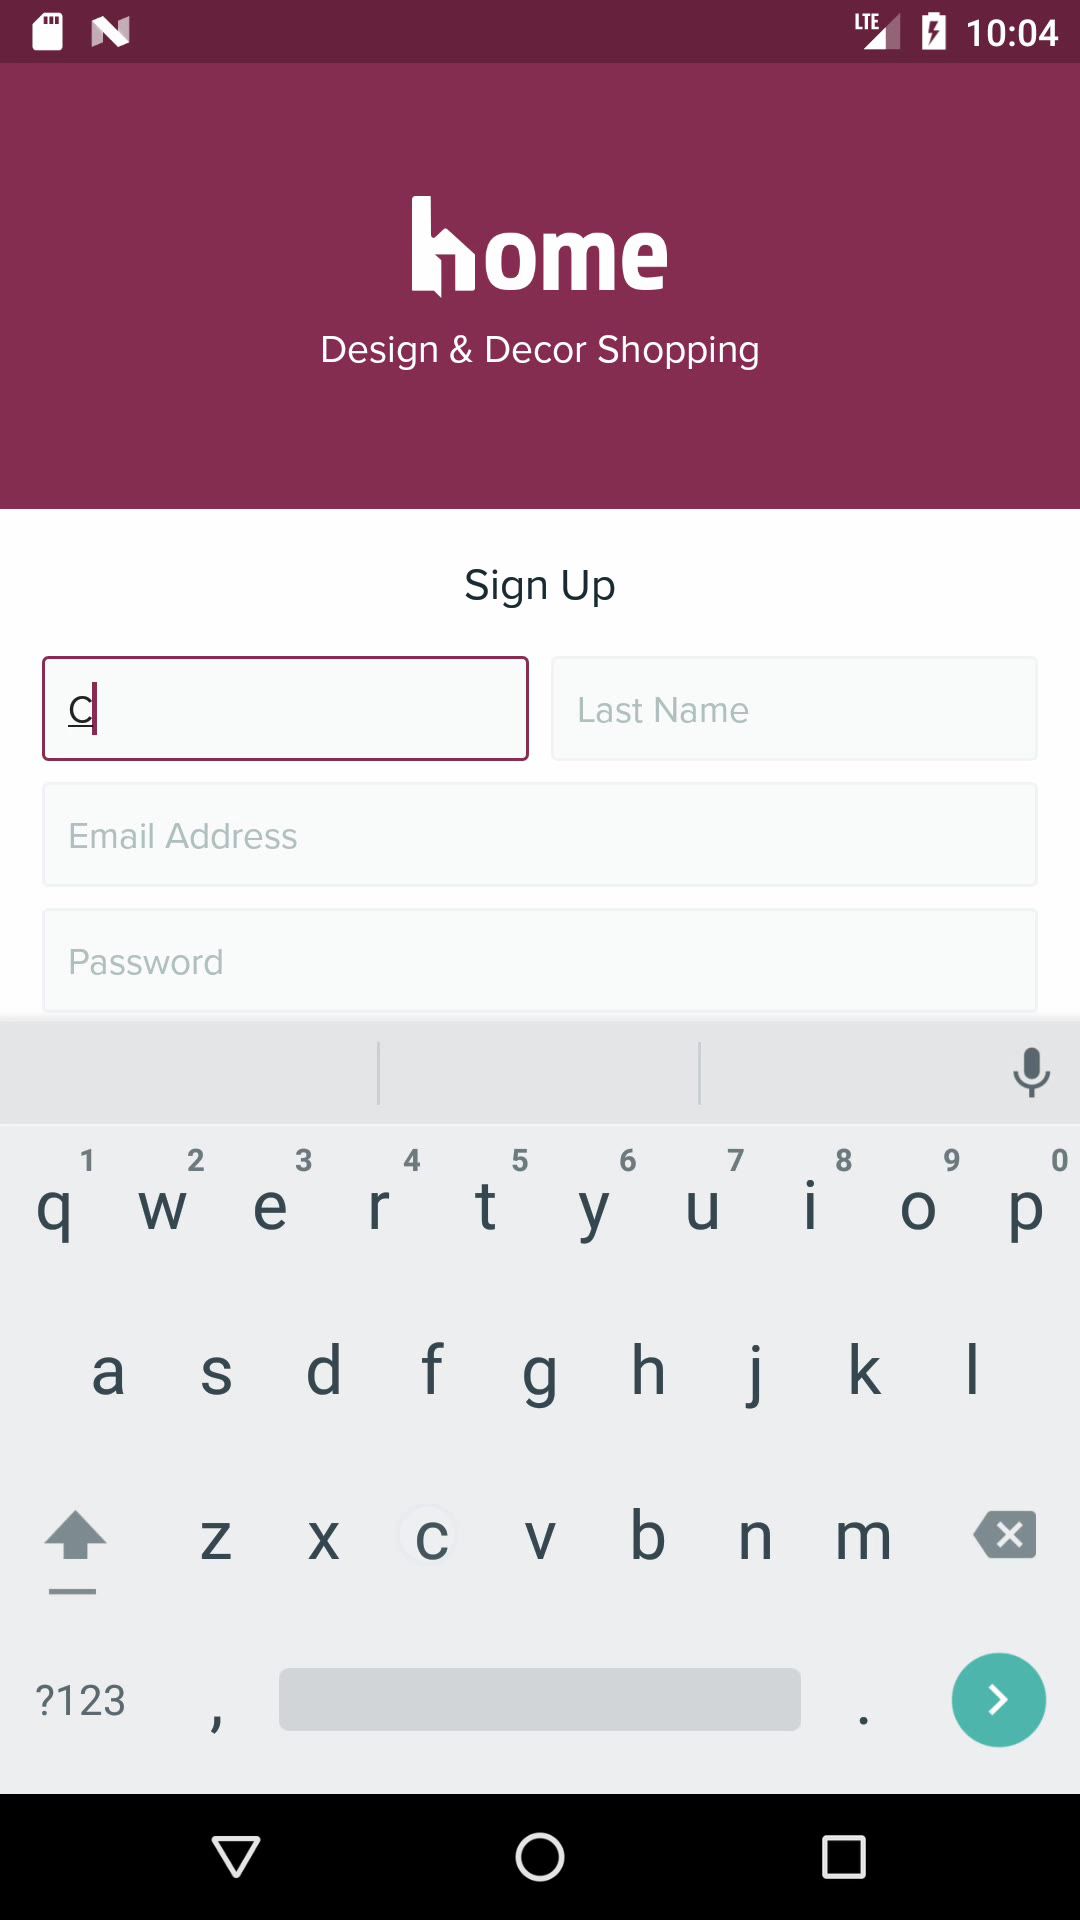 LTE 10:04
home
Design & Decor Shopping
Sign Up
C Last Name
Email Address
Password
1 2 3 4 5 6 7 8 9 0
q w e r t y u i o p
a s d f g h j k l
z x c v b n m
?123 , .